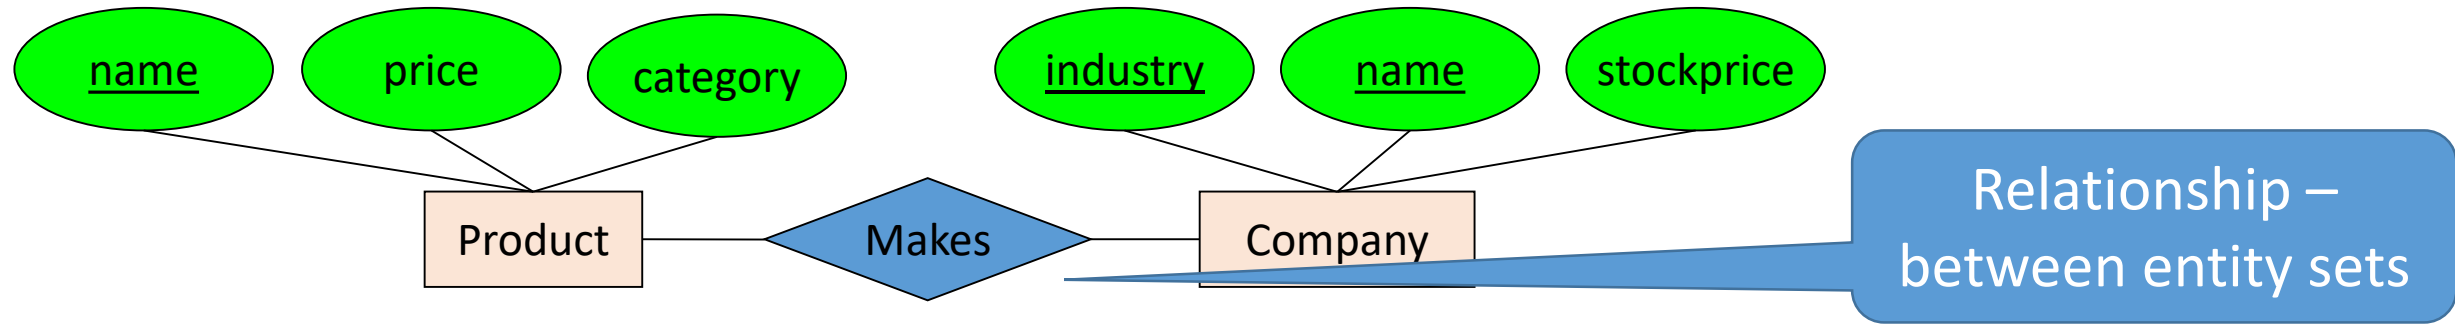 name
price
category
industry
name
stockprice
Product
Makes
Company
Relationship –
between entity sets